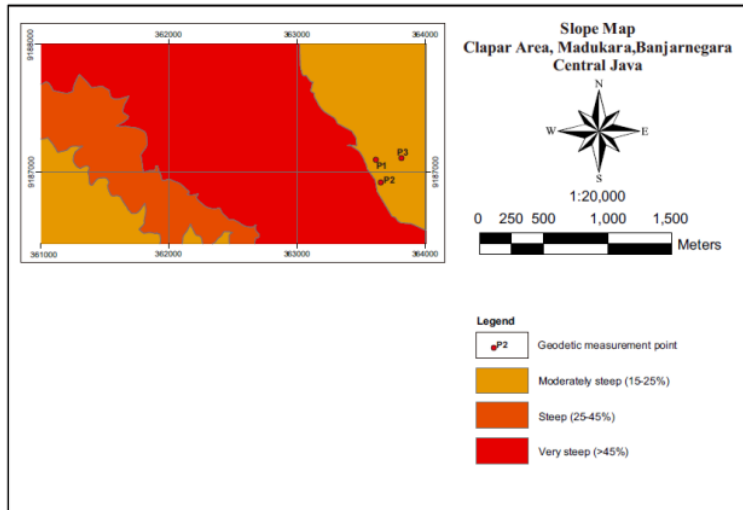 Slope Map
Clapar Area, Madukara,Banjarnegara
Central Java
N
W E
S
1:20,000
0 250 500 1,000 1,500
Meters
361000 362000 363000 364000
9188000 9188000
P3
P1
9187000 9187000
P2
361000 362000 363000 364000
Legend
P2 Geodetic measurement point
Moderately steep (15-25%)
Steep (25-45%)
Very steep (>45%)